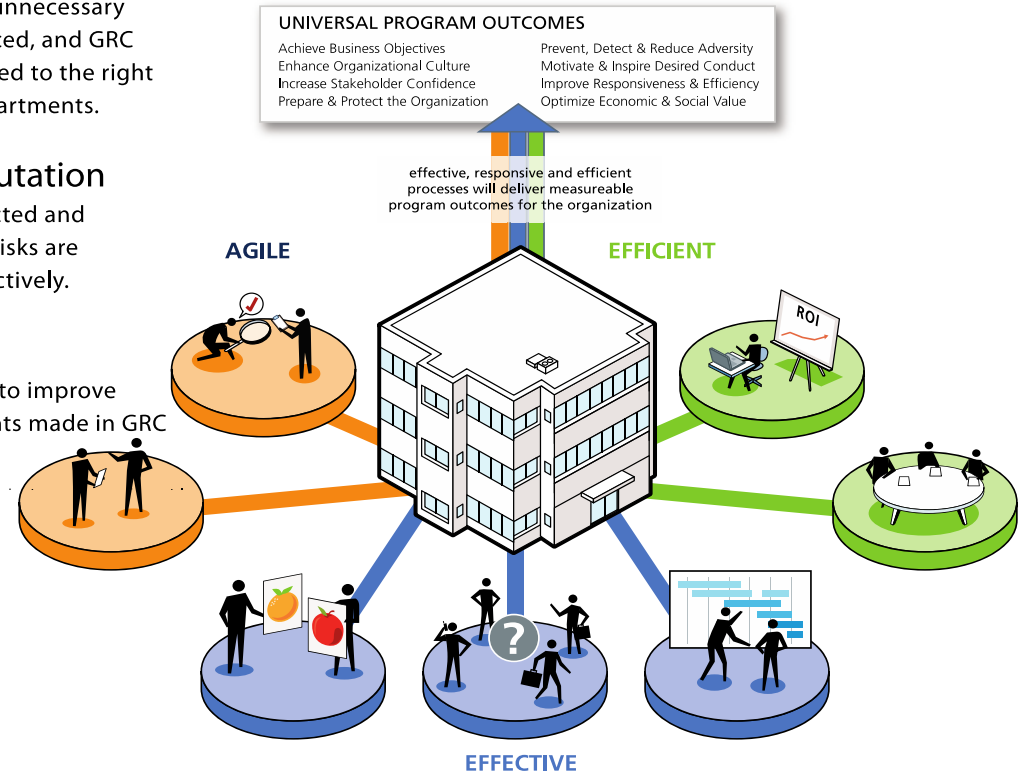 unnecessary
ted, and GRC
ed to the right
artments.
utation
ted and
isks are
ctively.
to improve
nts made in GRC
UNIVERSAL PROGRAM OUTCOMES
Achieve Business Objectives
Enhance Organizational Culture
Increase Stakeholder Confidence
Prepare & Protect the Organization
Prevent, Detect & Reduce Adversity
Motivate & Inspire Desired Conduct
Improve Responsiveness & Efficiency
Optimize Economic & Social Value
effective, responsive and efficient
processes will deliver measureable
program outcomes for the organization
AGILE
EFFICIENT
ROI
?
EFFECTIVE